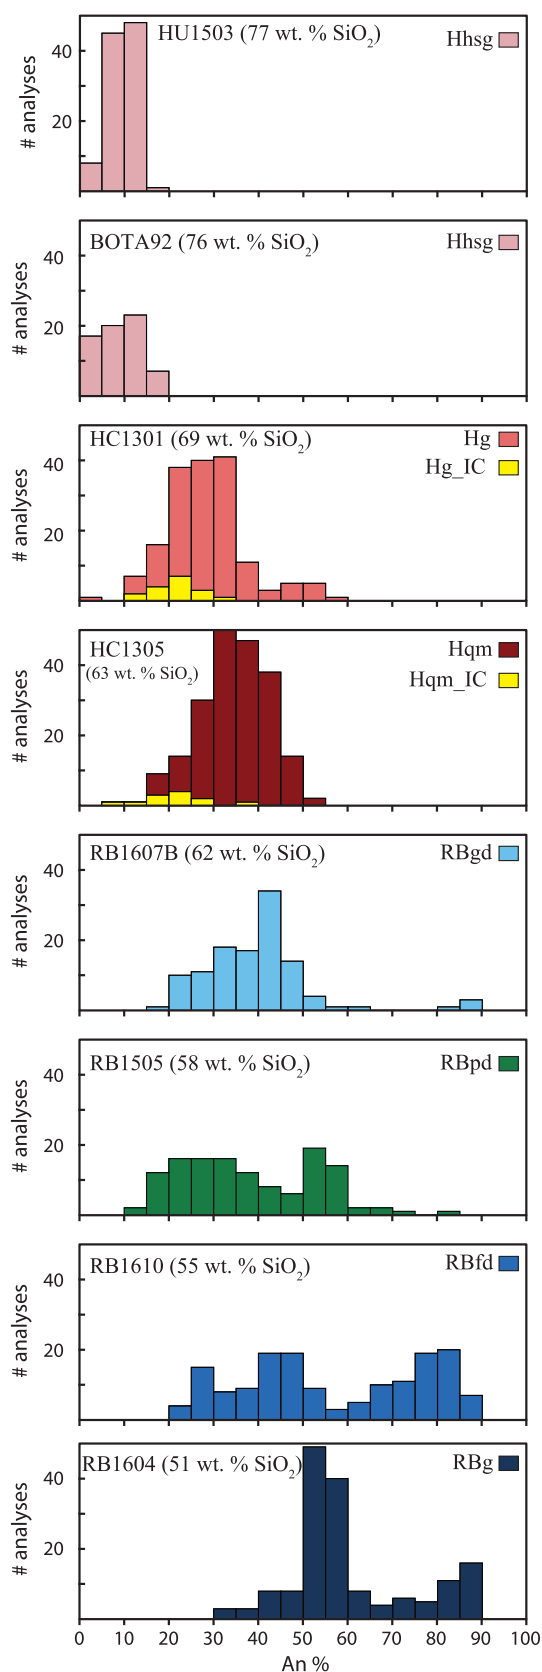 HU1503 (77 wt. % SiO₂) Hhsg
40
20
# analyses
BOTA92 (76 wt. % SiO₂) Hhsg
40
20
# analyses
HC1301 (69 wt. % SiO₂) Hg
Hg_IC
40
20
# analyses
HC1305 Hqm
(63 wt. % SiO₂) Hqm_IC
40
20
# analyses
RB1607B (62 wt. % SiO₂) RBgd
40
20
# analyses
RB1505 (58 wt. % SiO₂) RBpd
40
20
# analyses
RB1610 (55 wt. % SiO₂) RBfd
40
20
# analyses
RB1604 (51 wt. % SiO₂) RBg
40
20
# analyses
0 10 20 30 40 50 60 70 80 90 100
An %